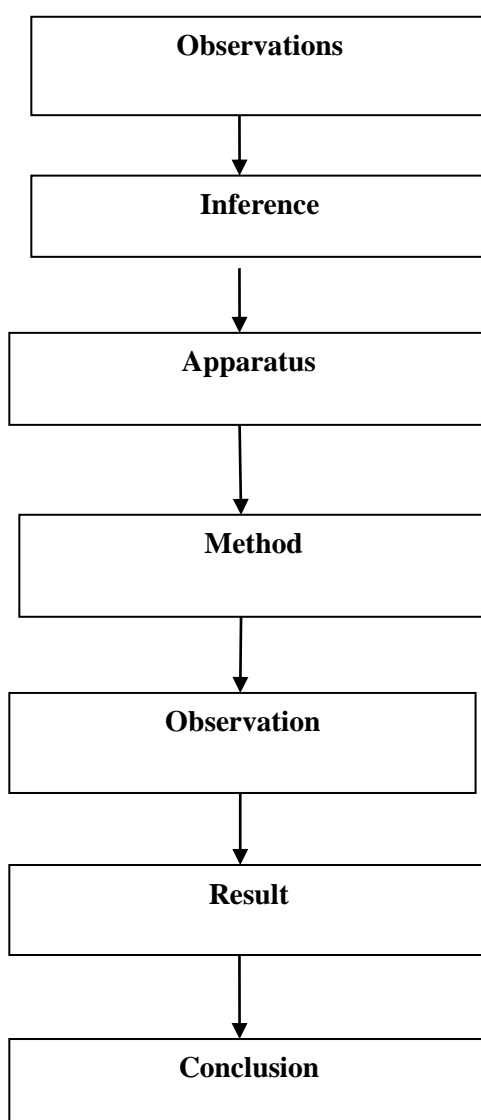 Observations
Inference
Apparatus
Method
Observation
Result
Conclusion